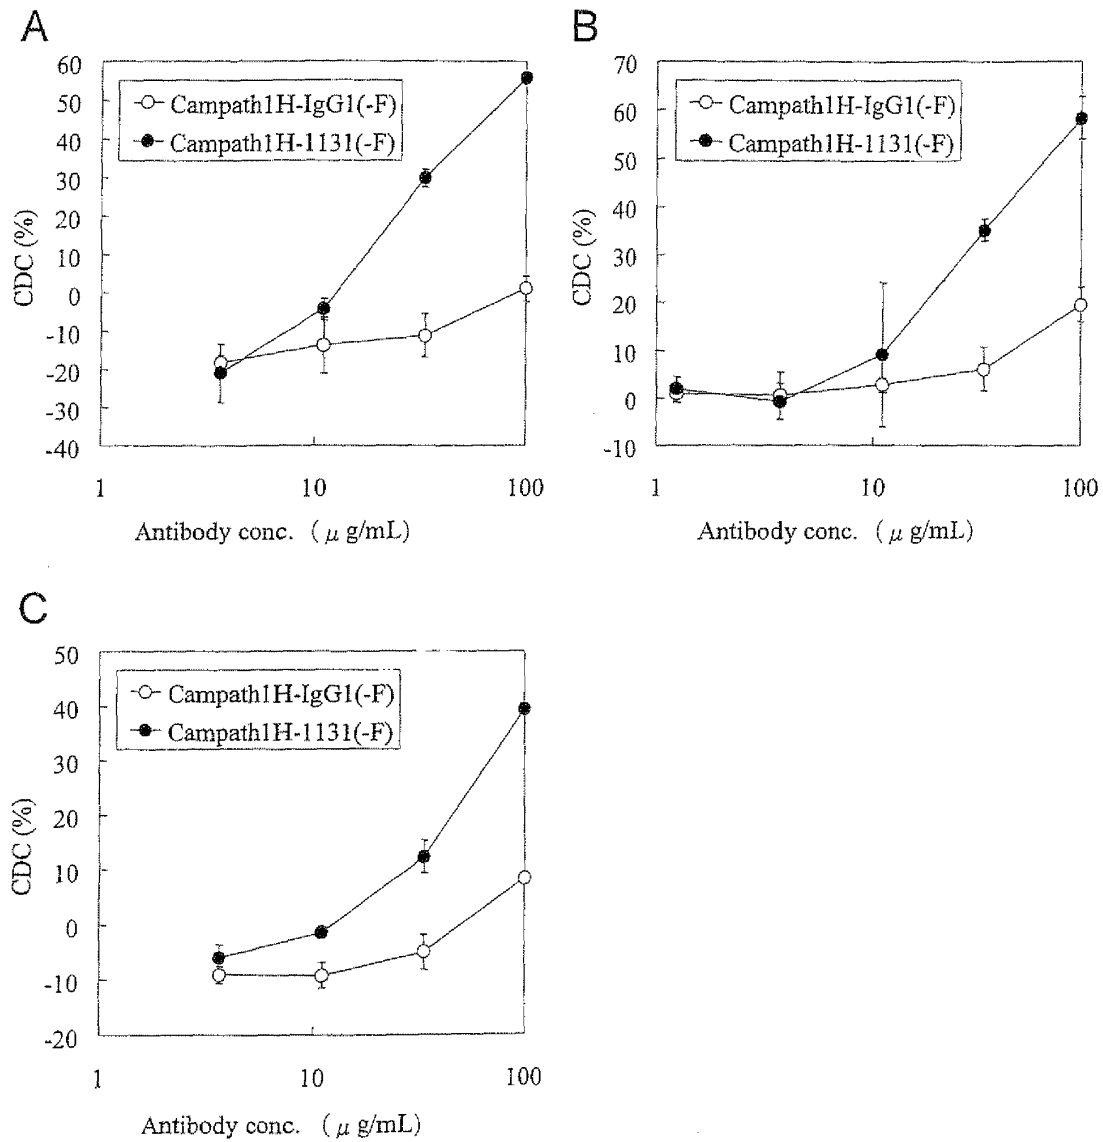 A
60
50
40
30
20
10
0
-10
-20
-30
-40
CDC (%)
Campath1H-IgG1(-F)
Campath1H-1131(-F)
1 10 100
Antibody conc. ( μ g/mL)
B
70
60
50
40
30
20
10
0
-10
CDC (%)
Campath1H-IgG1(-F)
Campath1H-1131(-F)
1 10 100
Antibody conc. ( μ g/mL)
C
50
40
30
20
10
0
-10
-20
CDC (%)
Campath1H-IgG1(-F)
Campath1H-1131(-F)
1 10 100
Antibody conc. ( μ g/mL)